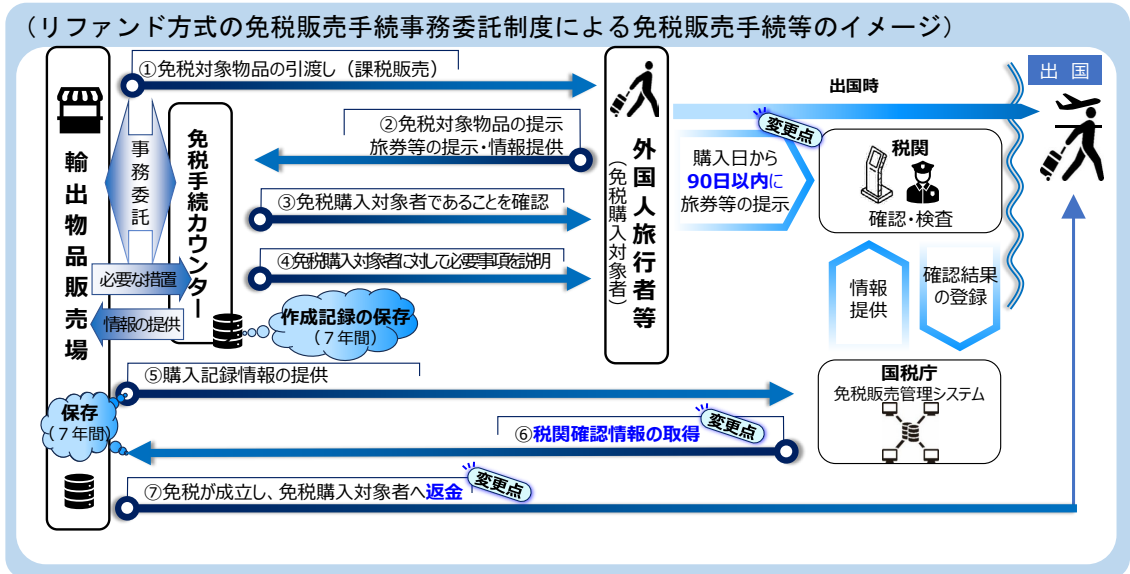 （リファンド方式の免税販売手続事務委託制度による免税販売手続等のイメージ）
①免税対象物品の引渡し（課税販売）
輸出物品販売場
事務委託
免税手続カウンター
②免税対象物品の提示
旅券等の提示・情報提供
③免税購入対象者であることを確認
④免税購入対象者に対して必要事項を説明
必要な措置
情報の提供
作成記録の保存
（７年間）
外国人旅行者等
（免税購入対象者）
出国時
出 国
変更点
購入日から
90日以内に
旅券等の提示
税関
確認・検査
情報
提供
確認結果
の登録
国税庁
免税販売管理システム
⑤購入記録情報の提供
保存
（７年間）
⑥税関確認情報の取得
変更点
⑦免税が成立し、免税購入対象者へ返金
変更点